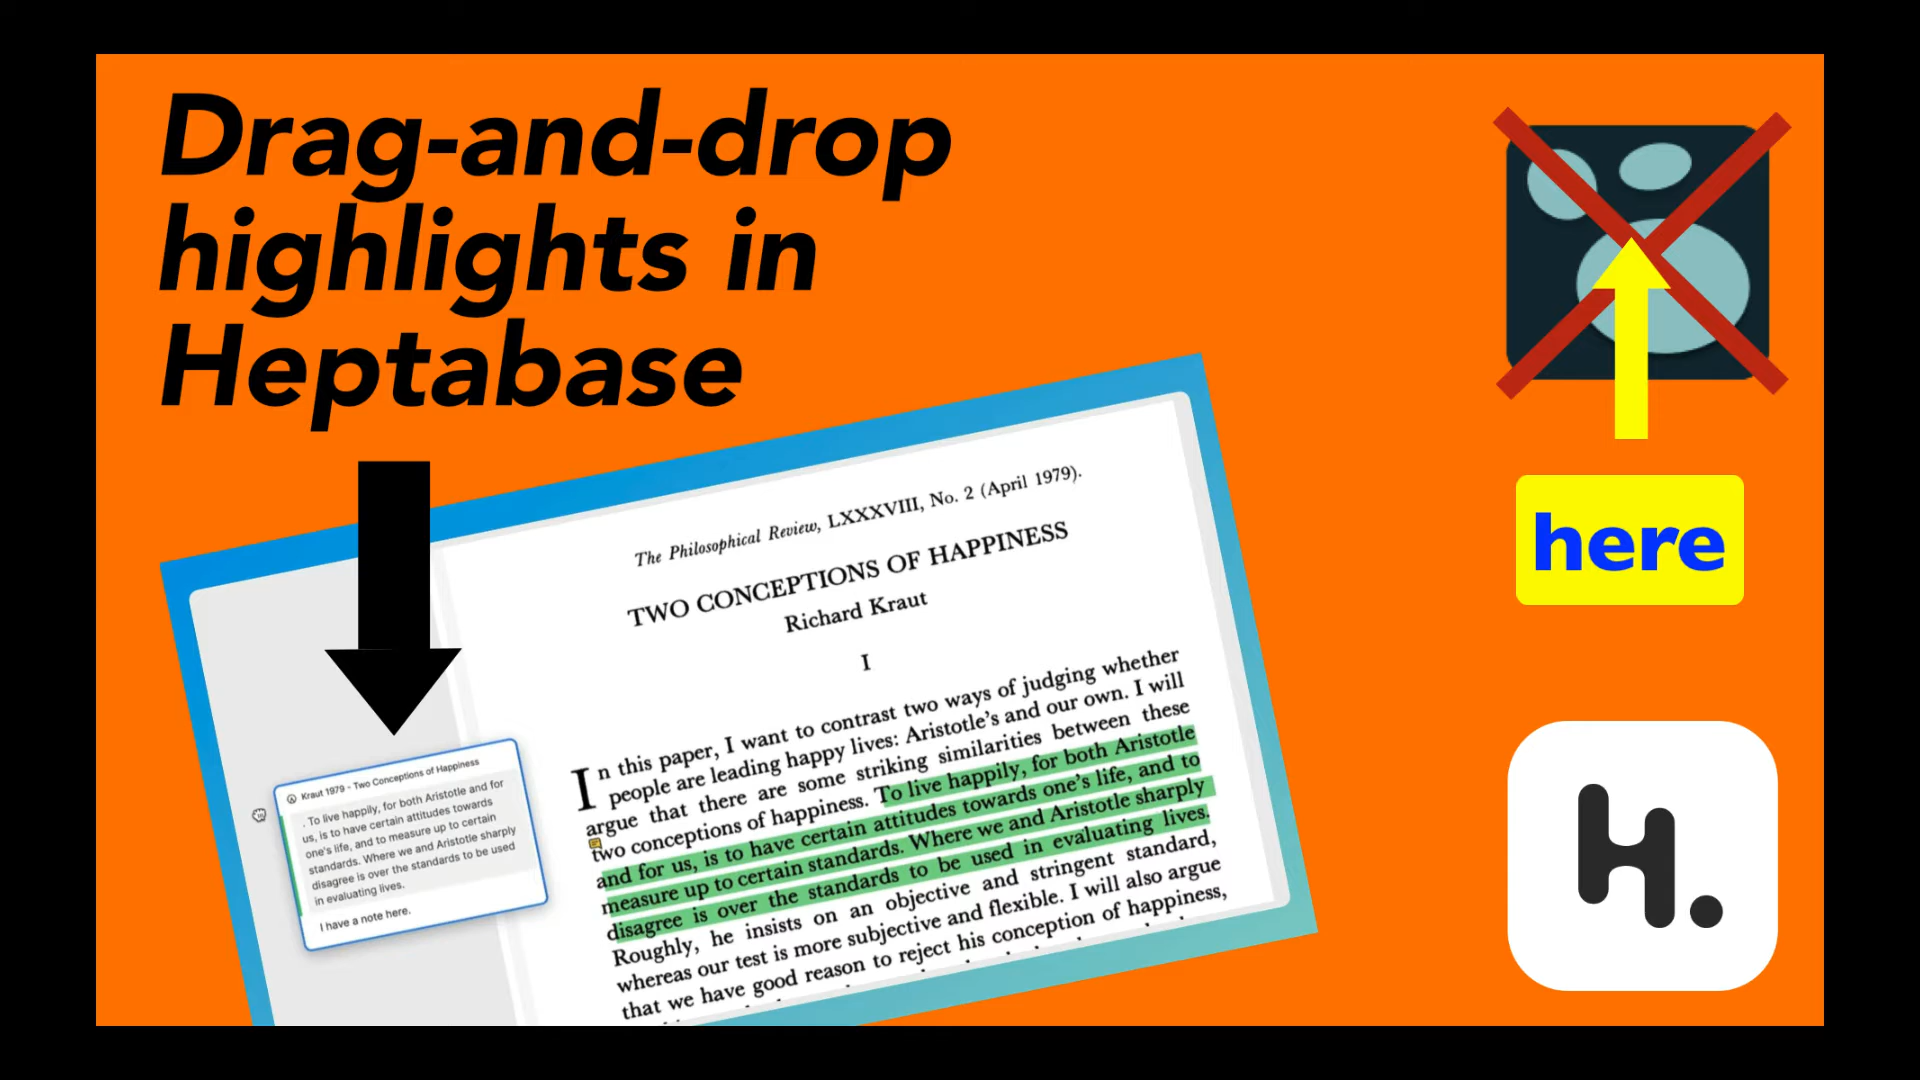 Drag-and-drop
highlights in
Heptabase
here
The Philosophical Review, LXXXVIII, No. 2 (April 1979).
TWO CONCEPTIONS OF HAPPINESS
Richard Kraut
I
In this paper, I want to contrast two ways of judging whether
people are leading happy lives: Aristotle's and our own. I will
argue that there are some striking similarities between these
two conceptions of happiness. To live happily, for both Aristotle
and for us, is to have certain attitudes towards one's life, and to
measure up to certain standards. Where we and Aristotle sharply
disagree is over the standards to be used in evaluating lives.
Roughly, he insists on an objective and stringent standard,
whereas our test is more subjective and flexible. I will also argue
that we have good reason to reject his conception of happiness,
Kraut 1979 - Two Conceptions of Happiness
. To live happily, for both Aristotle and for
us, is to have certain attitudes towards
one's life, and to measure up to certain
standards. Where we and Aristotle sharply
disagree is over the standards to be used
in evaluating lives.
I have a note here.
H.